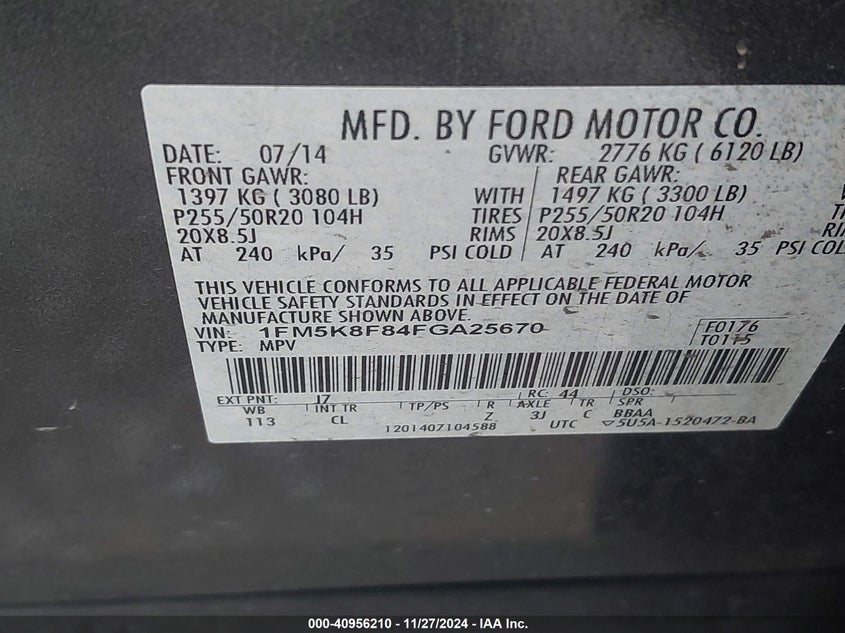 MFD. BY FORD MOTOR CO.
DATE: 07/14 GVWR: 2776 KG ( 6120 LB)
FRONT GAWR: REAR GAWR:
1397 KG ( 3080 LB) WITH 1497 KG ( 3300 LB)
P255/50R20 104H TIRES P255/50R20 104H TIRES
20X8.5J RIMS 20X8.5J
AT 240 kPa/ 35 PSI COLD AT 240 kPa/ 35 PSI COLD
THIS VEHICLE CONFORMS TO ALL APPLICABLE FEDERAL MOTOR
VEHICLE SAFETY STANDARDS IN EFFECT ON THE DATE OF
MANUFACTURE SHOWN ABOVE.
VIN: 1FM5K8F84FGA25670 F0176
TYPE: MPV T0115
EXT PNT: J7 RC: 44 DSO:
WB INT TR TP/PS R AXLE TR SPR
113 CL Z 3J C BBAA
1201407104588 UTC ▽5U5A-1520472-BA
000-40956210 - 11/27/2024 - IAA Inc.